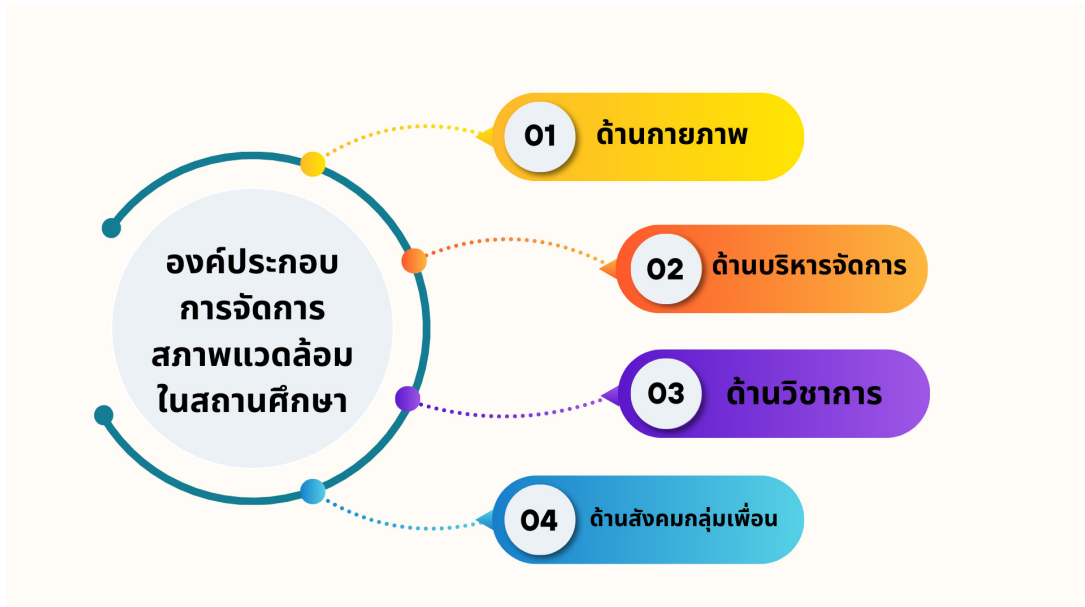 องค์ประกอบ
การจัดการ
สภาพแวดล้อม
ในสถานศึกษา
01 ด้านกายภาพ
02 ด้านบริหารจัดการ
03 ด้านวิชาการ
04 ด้านสังคมกลุ่มเพื่อน